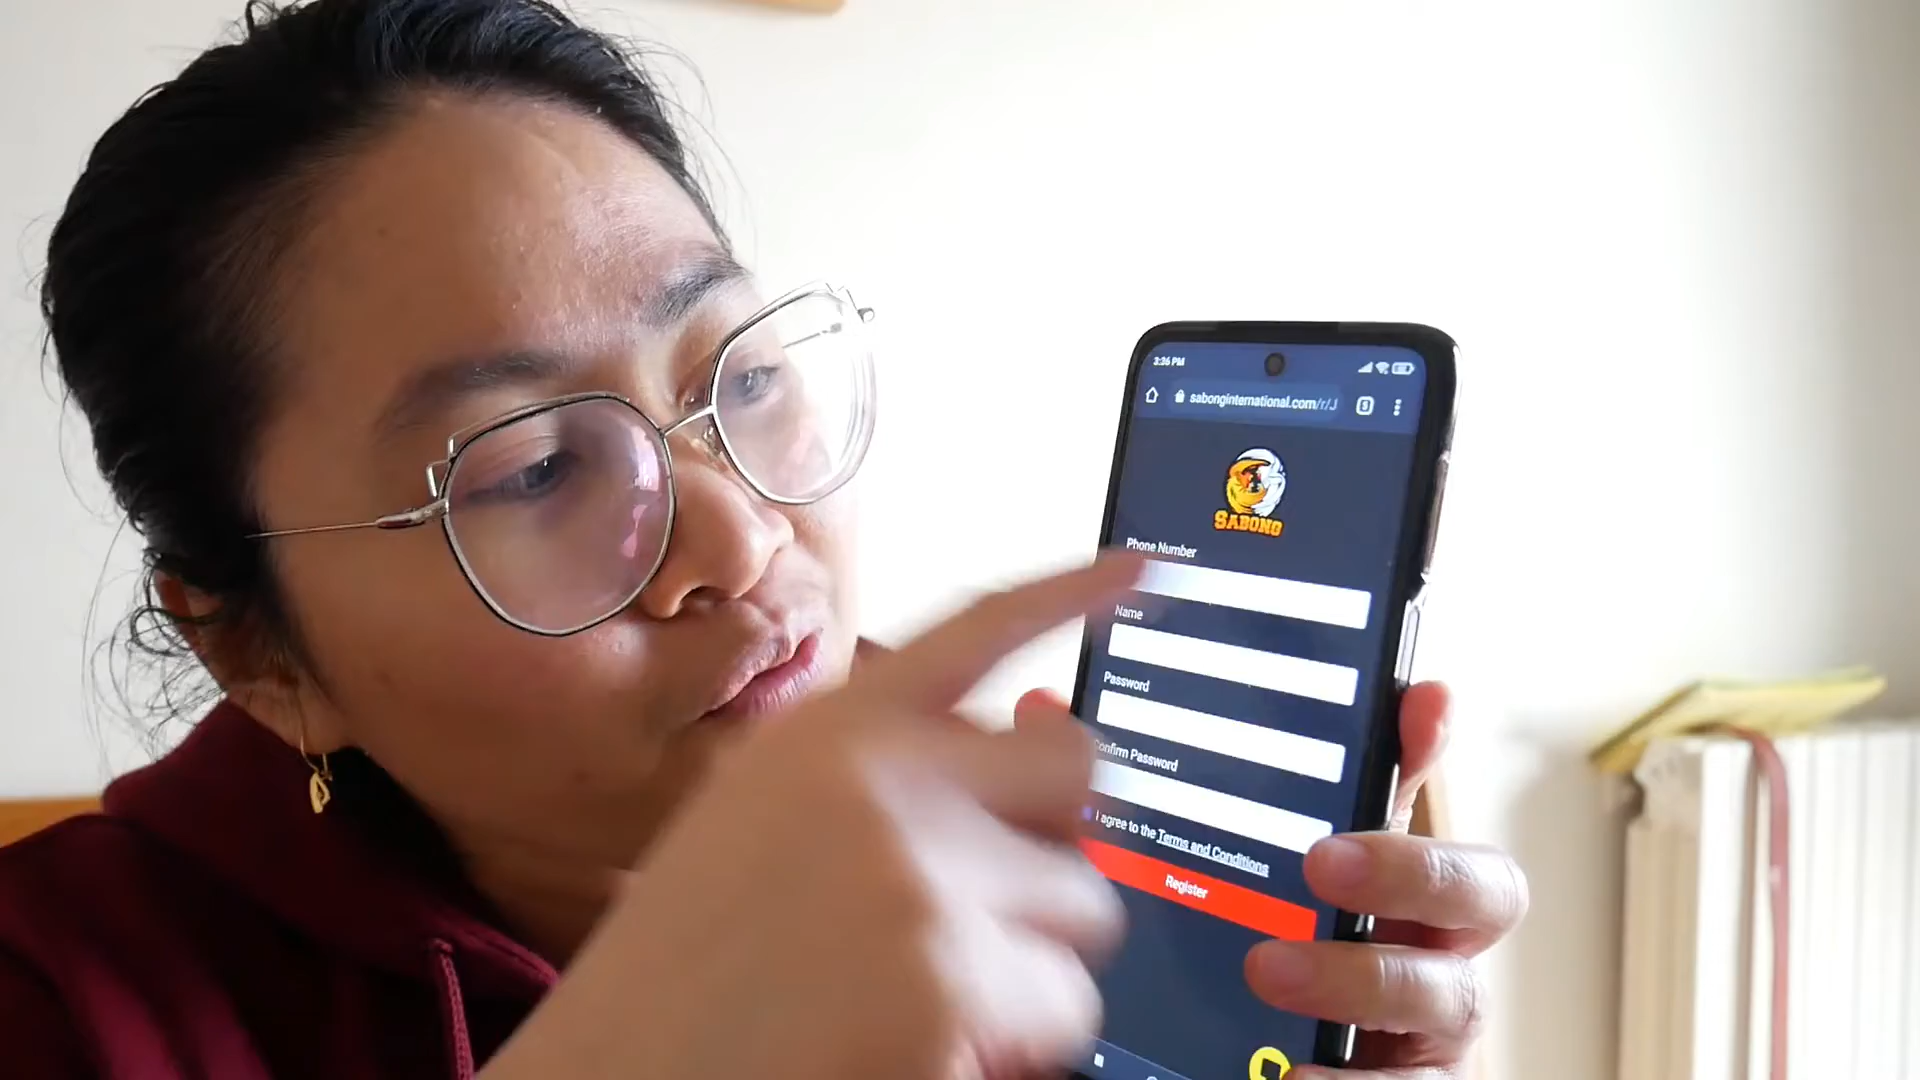 3:36 PM
sabonginternational.com/r/J
9
SABONG
Phone Number
Name
Password
Confirm Password
I agree to the Terms and Conditions
Register